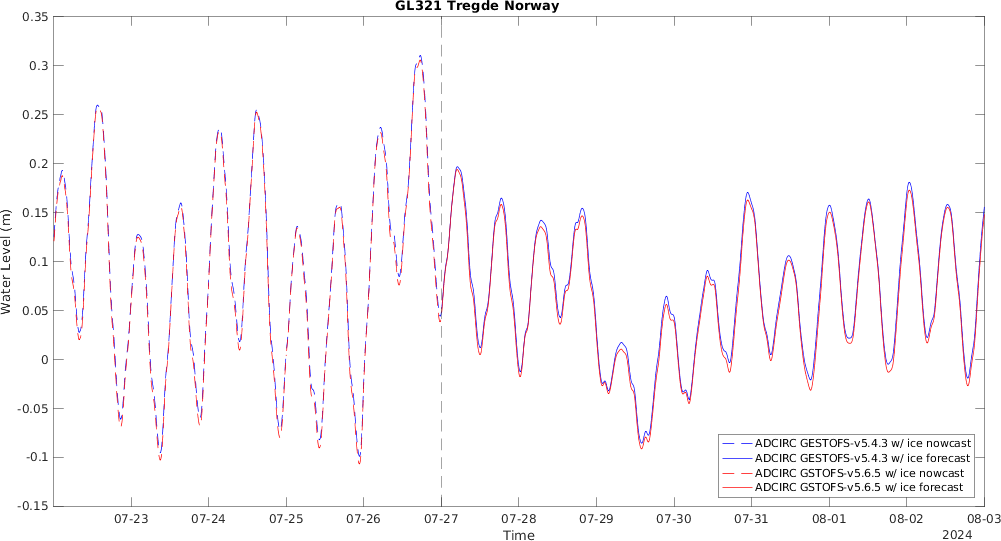 GL321 Tregde Norway
Water Level (m)
0.35
0.3
0.25
0.2
0.15
0.1
0.05
0
-0.05
-0.1
-0.15
ADCIRC GESTOFS-v5.4.3 w/ ice nowcast
ADCIRC GESTOFS-v5.4.3 w/ ice forecast
ADCIRC GSTOFS-v5.6.5 w/ ice nowcast
ADCIRC GSTOFS-v5.6.5 w/ ice forecast
07-23 07-24 07-25 07-26 07-27 07-28 07-29 07-30 07-31 08-01 08-02 08-03
Time
2024